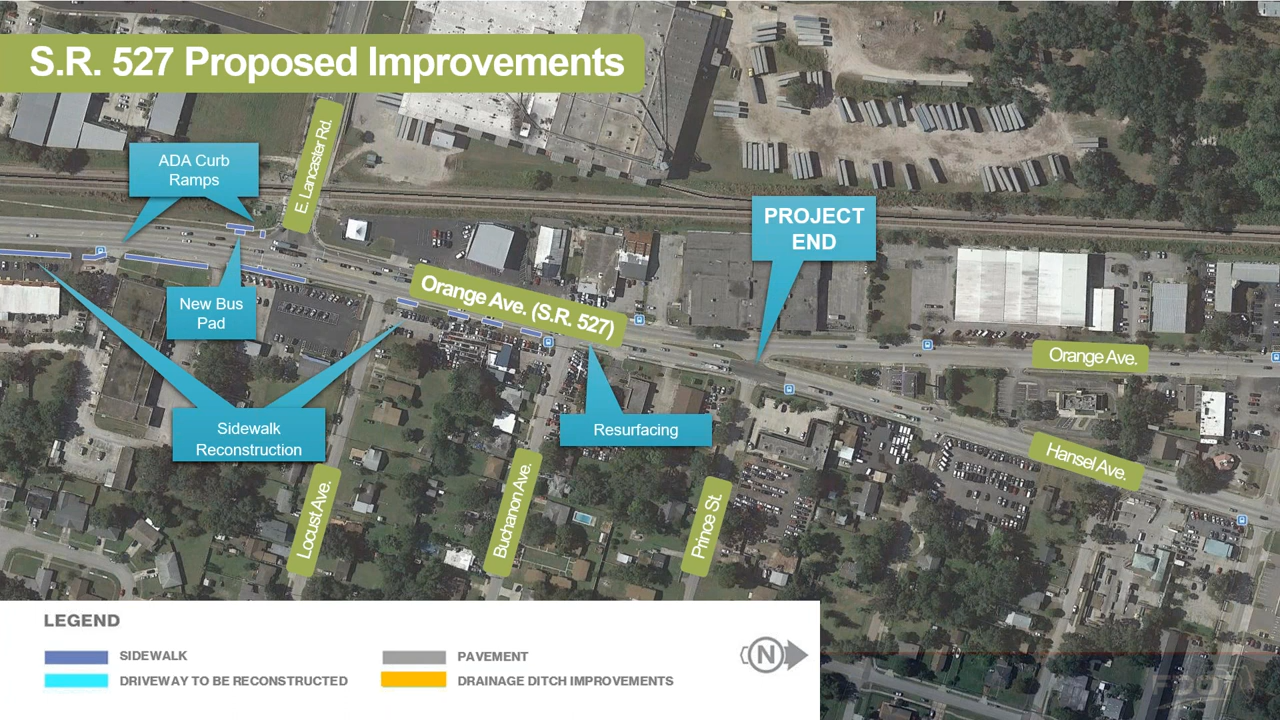 S.R. 527 Proposed Improvements
ADA Curb
Ramps
E. Lancaster Rd.
PROJECT
END
New Bus
Pad
Orange Ave. (S.R. 527)
Orange Ave.
Sidewalk
Reconstruction
Resurfacing
Hansel Ave.
Locust Ave.
Buchanon Ave.
Prince St.
LEGEND
SIDEWALK
PAVEMENT
DRIVEWAY TO BE RECONSTRUCTED
DRAINAGE DITCH IMPROVEMENTS
N
FDOT